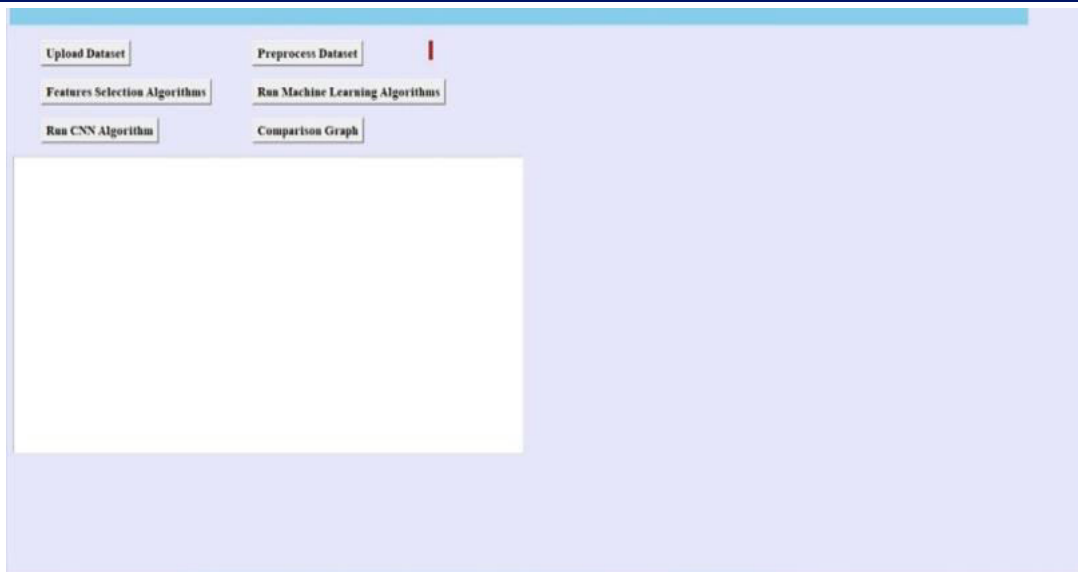 Upload Dataset
Preprocess Dataset
Features Selection Algorithms
Run Machine Learning Algorithms
Run CNN Algorithm
Comparison Graph